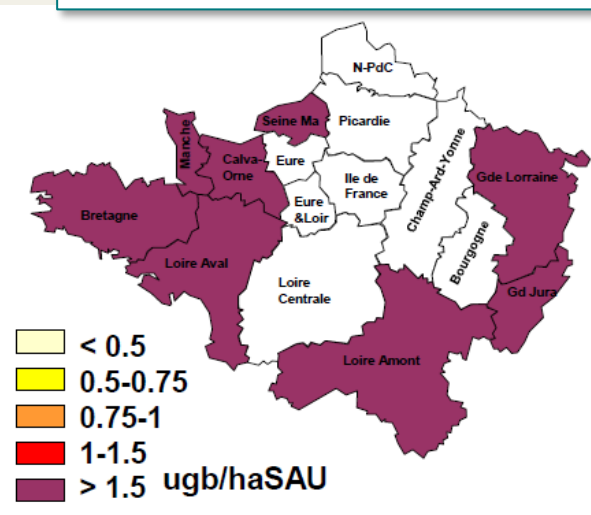 N-PdC
Seine Ma
Picardie
Manche
Calva-
Orne
Eure
Ile de
France
Champ-Ard-Yonne
Gde Lorraine
Eure
&Loir
Bretagne
Bourgogne
Loire Aval
Loire
Centrale
Gd Jura
Loire Amont
< 0.5
0.5-0.75
0.75-1
1-1.5
> 1.5 ugb/haSAU